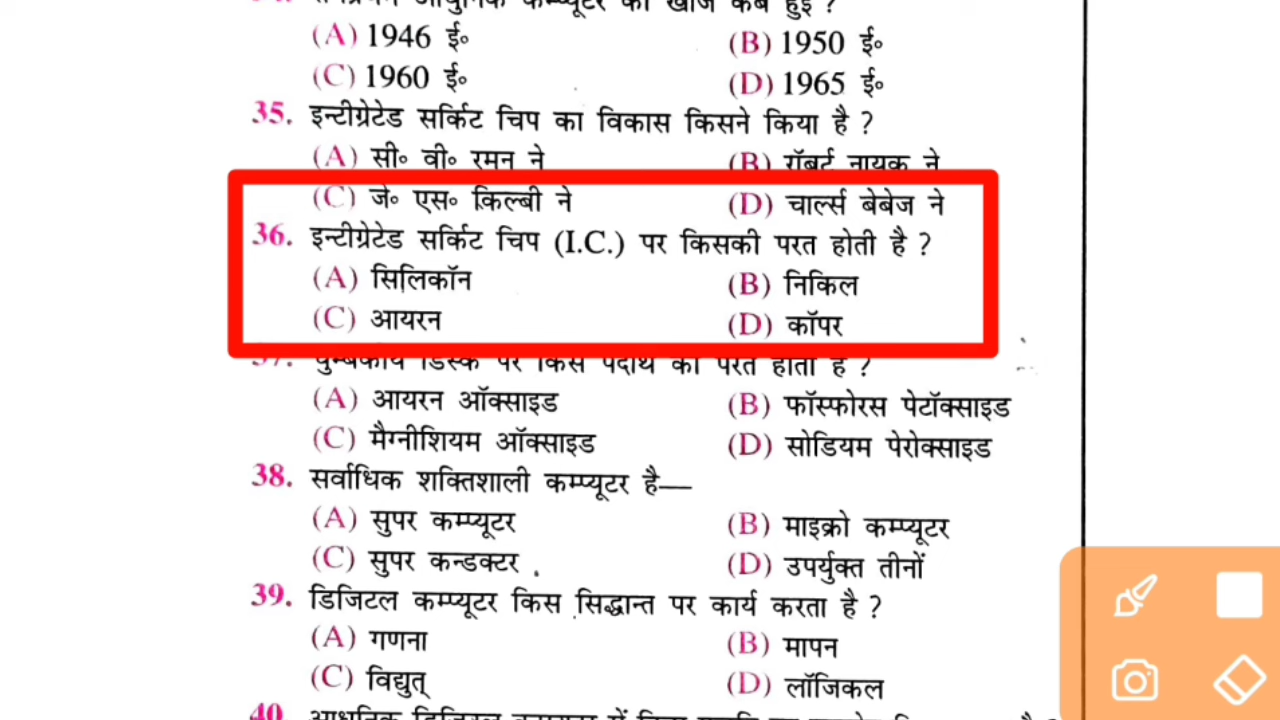 (A) 1946 ई० (B) 1950 ई०
(C) 1960 ई० (D) 1965 ई०
35. इन्टीग्रेटेड सर्किट चिप का विकास किसने किया है ?
(A) सी० वी० रमन ने (B) रॉबर्ट नायक ने
(C) जे० एस० किल्बी ने (D) चार्ल्स बेबेज ने
36. इन्टीग्रेटेड सर्किट चिप (I.C.) पर किसकी परत होती है ?
(A) सिलिकॉन (B) निकिल
(C) आयरन (D) कॉपर
37. चुम्बकीय डिस्क पर किस पदार्थ की परत होती है ?
(A) आयरन ऑक्साइड (B) फॉस्फोरस पेटॉक्साइड
(C) मैग्नीशियम ऑक्साइड (D) सोडियम पेरोक्साइड
38. सर्वाधिक शक्तिशाली कम्प्यूटर है—
(A) सुपर कम्प्यूटर (B) माइक्रो कम्प्यूटर
(C) सुपर कन्डक्टर (D) उपर्युक्त तीनों
39. डिजिटल कम्प्यूटर किस सिद्धान्त पर कार्य करता है ?
(A) गणना (B) मापन
(C) विद्युत् (D) लॉजिकल
40.